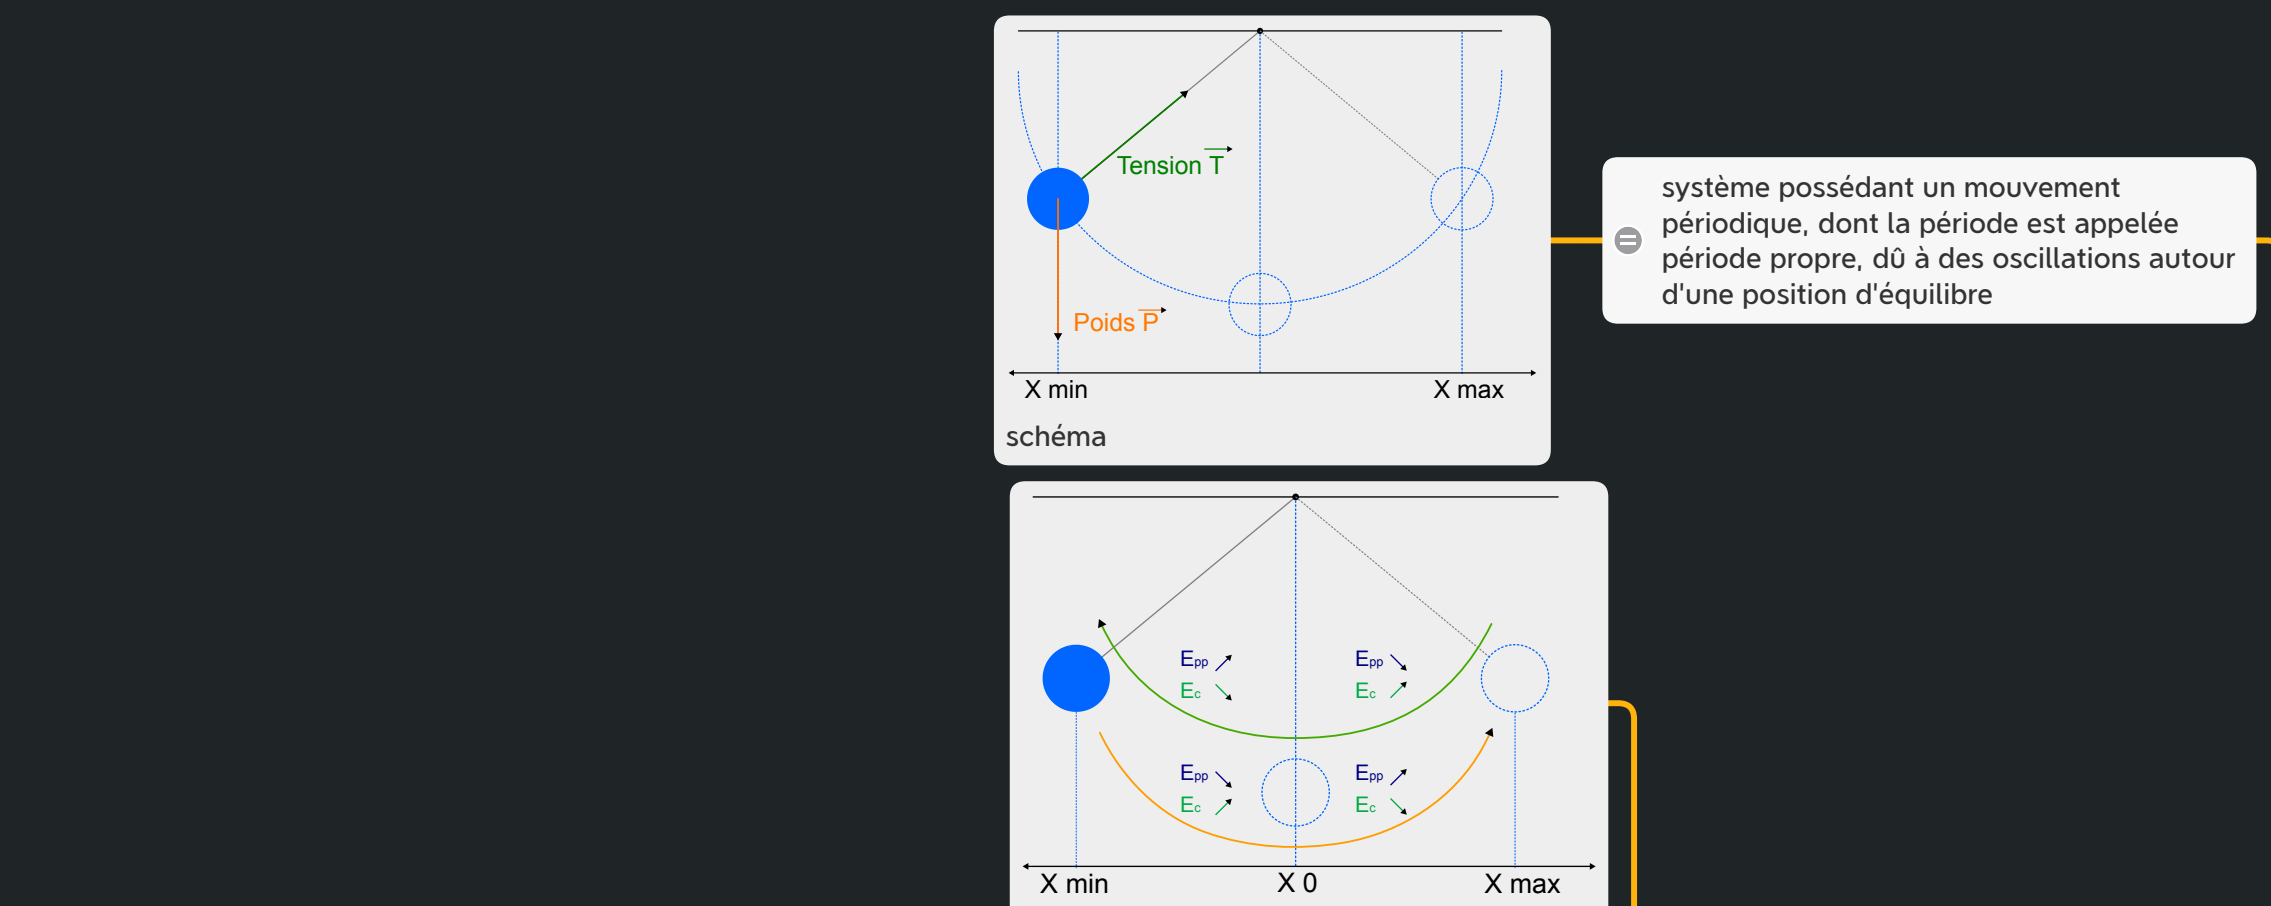 Tension T
Poids P
X min
X max
schéma
système possédant un mouvement
périodique, dont la période est appelée
période propre, dû à des oscillations autour
d'une position d'équilibre
Epp
Epp
Ec
Ec
Epp
Epp
Ec
Ec
X min
X 0
X max